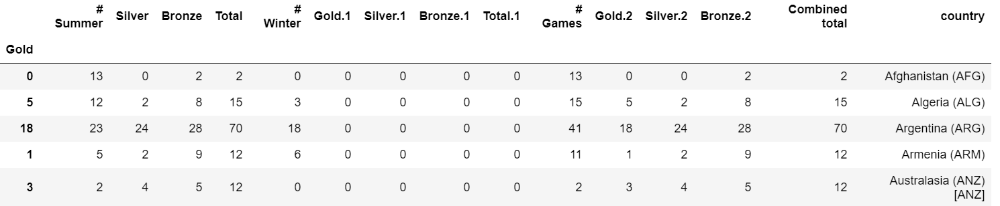 # Summer Silver Bronze Total # Winter Gold.1 Silver.1 Bronze.1 Total.1 # Games Gold.2 Silver.2 Bronze.2 Combined total country
Gold
0 13 0 2 2 0 0 0 0 0 13 0 0 2 2 Afghanistan (AFG)
5 12 2 8 15 3 0 0 0 0 15 5 2 8 15 Algeria (ALG)
18 23 24 28 70 18 0 0 0 0 41 18 24 28 70 Argentina (ARG)
1 5 2 9 12 6 0 0 0 0 11 1 2 9 12 Armenia (ARM)
3 2 4 5 12 0 0 0 0 0 2 3 4 5 12 Australasia (ANZ) [ANZ]